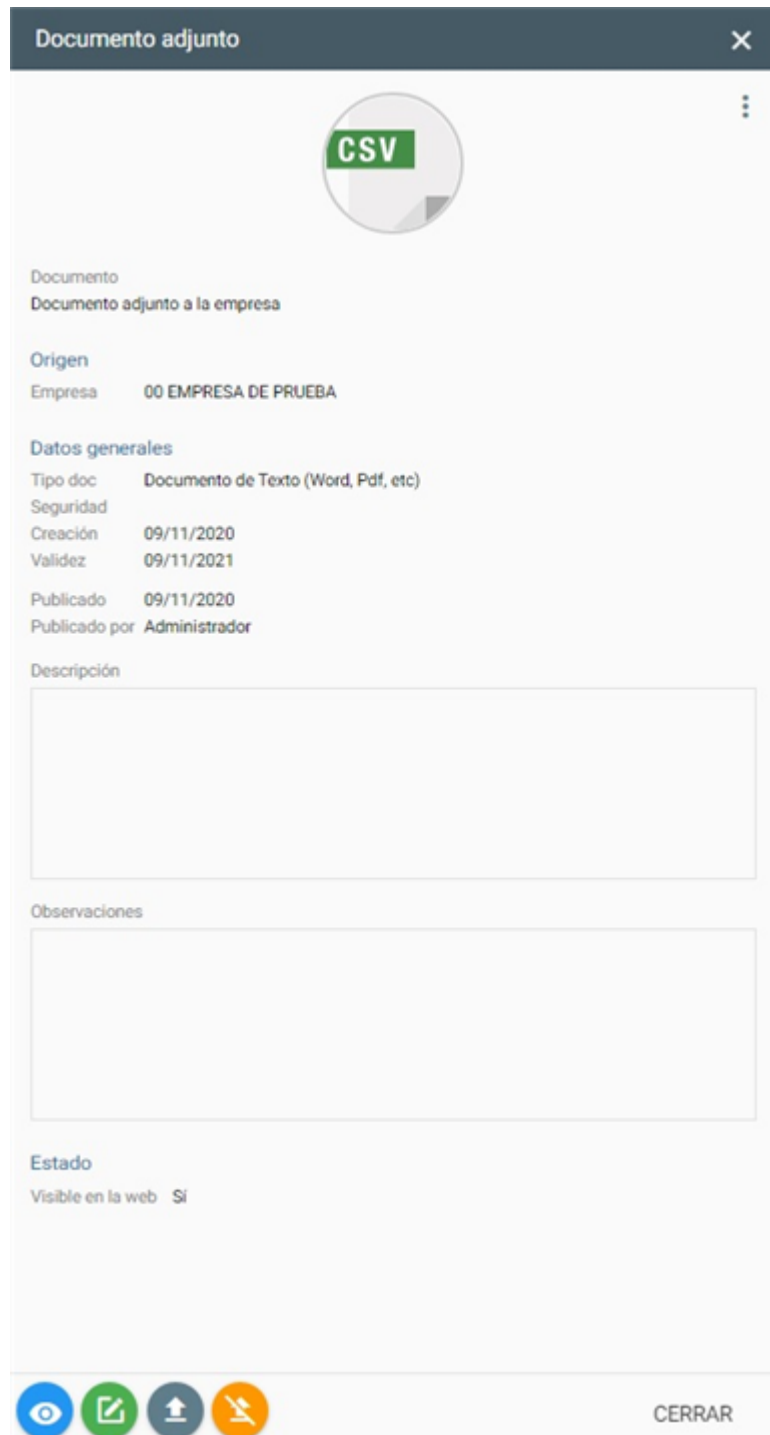 Documento adjunto
CSV
Documento
Documento adjunto a la empresa
Origen
Empresa 00 EMPRESA DE PRUEBA
Datos generales
Tipo doc Documento de Texto (Word, Pdf, etc)
Seguridad
Creación 09/11/2020
Validez 09/11/2021
Publicado 09/11/2020
Publicado por Administrador
Descripción
Observaciones
Estado
Visible en la web Sí
CERRAR